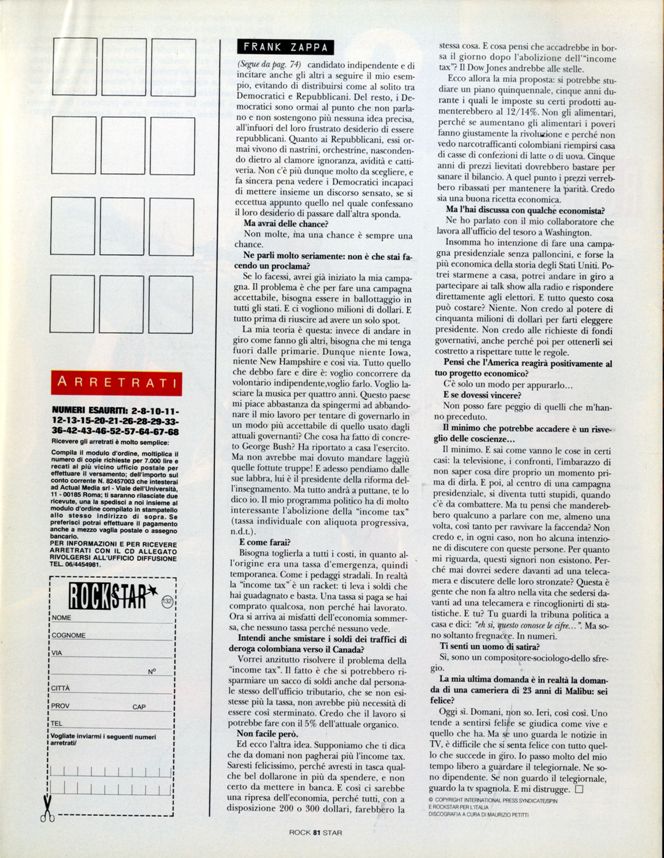 FRANK ZAPPA
(Segue da pag. 74) candidato indipendente e di
incitare anche gli altri a seguire il mio esem-
pio, evitando di distribuirsi come al solito tra
Democratici e Repubblicani. Del resto, i De-
mocratici sono ormai al punto che non parla-
no e non sostengono più nessuna idea precisa,
all'infuori del loro frustrato desiderio di essere
repubblicani. Quanto ai Repubblicani, essi or-
mai vivono di nastrini, orchestrine, nasconden-
do dietro al clamore ignoranza, avidità e catti-
veria. Non c'è più dunque molto da scegliere, e
fa sincera pena vedere i Democratici incapaci
di mettere insieme un discorso sensato, se si
eccettua appunto quello nel quale confessano
il loro desiderio di passare dall'altra sponda.
Ma avrai delle chance?
Non molte, ma una chance è sempre una
chance.
Ne parli molto seriamente: non è che stai fa-
cendo un proclama?
Se lo facessi, avrei già iniziato la mia campa-
gna. Il problema è che per fare una campagna
accettabile, bisogna essere in ballottaggio in
tutti gli stati. E ci vogliono milioni di dollari. E
tutto prima di riuscire ad avere un solo spot.
La mia teoria è questa: invece di andare in
giro come fanno gli altri, bisogna che mi tenga
fuori dalle primarie. Dunque niente Iowa,
niente New Hampshire e così via. Tutto quello
che debbo fare e dire è: voglio concorrere da
volontario indipendente,voglio farlo. Voglio la-
sciare la musica per quattro anni. Questo paese
mi piace abbastanza da spingermi ad abbando-
nare il mio lavoro per tentare di governarlo in
un modo più accettabile di quello usato dagli
attuali governanti? Che cosa ha fatto di concre-
to George Bush? Ha riportato a casa l'esercito.
Ma non avrebbe mai dovuto mandare laggiù
quelle fottute truppe! E adesso pendiamo dalle
sue labbra, lui è il presidente della riforma del-
l'insegnamento. Ma tutto andrà a puttane, te lo
dico io. Il mio programma politico ha di molto
interessante l'abolizione della "income tax"
(tassa individuale con aliquota progressiva,
n.d.t.).
E come farai?
Bisogna toglierla a tutti i costi, in quanto al-
l'origine era una tassa d'emergenza, quindi
temporanea. Come i pedaggi stradali. In realtà
la "income tax" è un racket: ti leva i soldi che
hai guadagnato e basta. Una tassa si paga se hai
comprato qualcosa, non perché hai lavorato.
Ora si arriva ai misfatti dell'economia sommer-
sa, che nessuno tassa perché nessuno vede.
Intendi anche smistare i soldi dei traffici di
deroga colombiana verso il Canada?
Vorrei anzitutto risolvere il problema della
"income tax". Il fatto è che si potrebbero ri-
sparmiare un sacco di soldi anche dal persona-
le stesso dell'ufficio tributario, che se non esi-
stesse più la tassa, non avrebbe più necessità di
essere così sterminato. Credo che il lavoro si
potrebbe fare con il 5% dell'attuale organico.
Non facile però.
Ed ecco l'altra idea. Supponiamo che ti dica
che da domani non pagherai più l'income tax.
Saresti felicissimo, perché avresti in tasca qual-
che bel dollarone in più da spendere, e non
certo da mettere in banca. E così ci sarebbe
una ripresa dell'economia, perché tutti, con a
disposizione 200 o 300 dollari, farebbero la
stessa cosa. E cosa pensi che accadrebbe in bor-
sa il giorno dopo l'abolizione dell'"income
tax"? Il Dow Jones andrebbe alle stelle.
Ecco allora la mia proposta: si potrebbe stu-
diare un piano quinquennale, cinque anni du-
rante i quali le imposte su certi prodotti au-
menterebbero al 12/14%. Non gli alimentari,
perché se aumentano gli alimentari i poveri
fanno giustamente la rivoluzione e perché non
vedo narcotrafficanti colombiani riempirsi casa
di casse di confezioni di latte o di uova. Cinque
anni di prezzi lievitati dovrebbero bastare per
sanare il bilancio. A quel punto i prezzi verreb-
bero ribassati per mantenere la parità. Credo
sia una buona ricetta economica.
Ma l'hai discussa con qualche economista?
Ne ho parlato con il mio collaboratore che
lavora all'ufficio del tesoro a Washington.
Insomma ho intenzione di fare una campa-
gna presidenziale senza palloncini, e forse la
più economica della storia degli Stati Uniti. Po-
trei starmene a casa, potrei andare in giro a
partecipare ai talk show alla radio e rispondere
direttamente agli elettori. E tutto questo cosa
può costare? Niente. Non credo al potere di
cinquanta milioni di dollari per farti eleggere
presidente. Non credo alle richieste di fondi
governativi, anche perché poi per ottenerli sei
costretto a rispettare tutte le regole.
Pensi che l'America reagirà positivamente al
tuo progetto economico?
C'è solo un modo per appurarlo...
E se dovessi vincere?
Non posso fare peggio di quelli che m'han-
no preceduto.
Il minimo che potrebbe accadere è un risve-
glio delle coscienze...
Il minimo. E sai come vanno le cose in certi
casi: la televisione, i confronti, l'imbarazzo di
non saper cosa dire proprio un momento pri-
ma di dirla. E poi, al centro di una campagna
presidenziale, si diventa tutti stupidi, quando
c'è da combattere. Ma tu pensi che mandereb-
bero qualcuno a parlare con me, almeno una
volta, così tanto per ravvivare la faccenda? Non
credo e, in ogni caso, non ho alcuna intenzio-
ne di discutere con queste persone. Per quanto
mi riguarda, questi signori non esistono. Per-
ché mai dovrei sedere davanti ad una teleca-
mera e discutere delle loro stronzate? Questa è
gente che non fa altro nella vita che sedersi da-
vanti ad una telecamera e rincoglionirti di sta-
tistiche. E tu? Tu guardi la tribuna politica a
casa e dici: "eh sì, questo conosce le cifre...". Ma so-
no soltanto fregnacce. In numeri.
Ti senti un uomo di satira?
Sì, sono un compositore-sociologo-dello sfre-
gio.
La mia ultima domanda è in realtà la doman-
da di una cameriera di 23 anni di Malibu: sei
felice?
Oggi sì. Domani, non so. Ieri, così così. Uno
tende a sentirsi felice se giudica come vive e
quello che ha. Ma se uno guarda le notizie in
TV, è difficile che si senta felice con tutto quel-
lo che succede in giro. Io passo molto del mio
tempo libero a guardare il telegiornale. Ne so-
no dipendente. Se non guardo il telegiornale,
guardo la tv spagnola. E mi distrugge.
© COPYRIGHT INTERNATIONAL PRESS SYNDICATE/SPIN
E ROCKSTAR PER L'ITALIA
DISCOGRAFIA A CURA DI MAURIZIO PETITTI
ARRETRATI
NUMERI ESAURITI: 2-8-10-11-
12-13-15-20-21-26-28-29-33-
36-42-43-46-52-57-64-67-68
Ricevere gli arretrati è molto semplice:
Compila il modulo d'ordine, moltiplica il
numero di copie richieste per 7.000 lire e
recati al più vicino ufficio postale per
effettuare il versamento; dell'importo sul
conto corrente N. 82457003 che intesterai
ad Actual Media srl - Viale dell'Università,
11 - 00185 Roma; ti saranno rilasciate due
ricevute, una la spedisci a noi insieme al
modulo d'ordine compilato in stampatello
allo stesso indirizzo di sopra. Se
preferisci potrai effettuare il pagamento
anche a mezzo vaglia postale o assegno
bancario.
PER INFORMAZIONI E PER RICEVERE
ARRETRATI CON IL CD ALLEGATO
RIVOLGERSI ALL'UFFICIO DIFFUSIONE
TEL. 06/4454981.
ROCKSTAR
NOME
COGNOME
VIA
N°
CITTÀ
PROV CAP
TEL
Vogliate inviarmi i seguenti numeri
arretrati/
ROCK 81 STAR